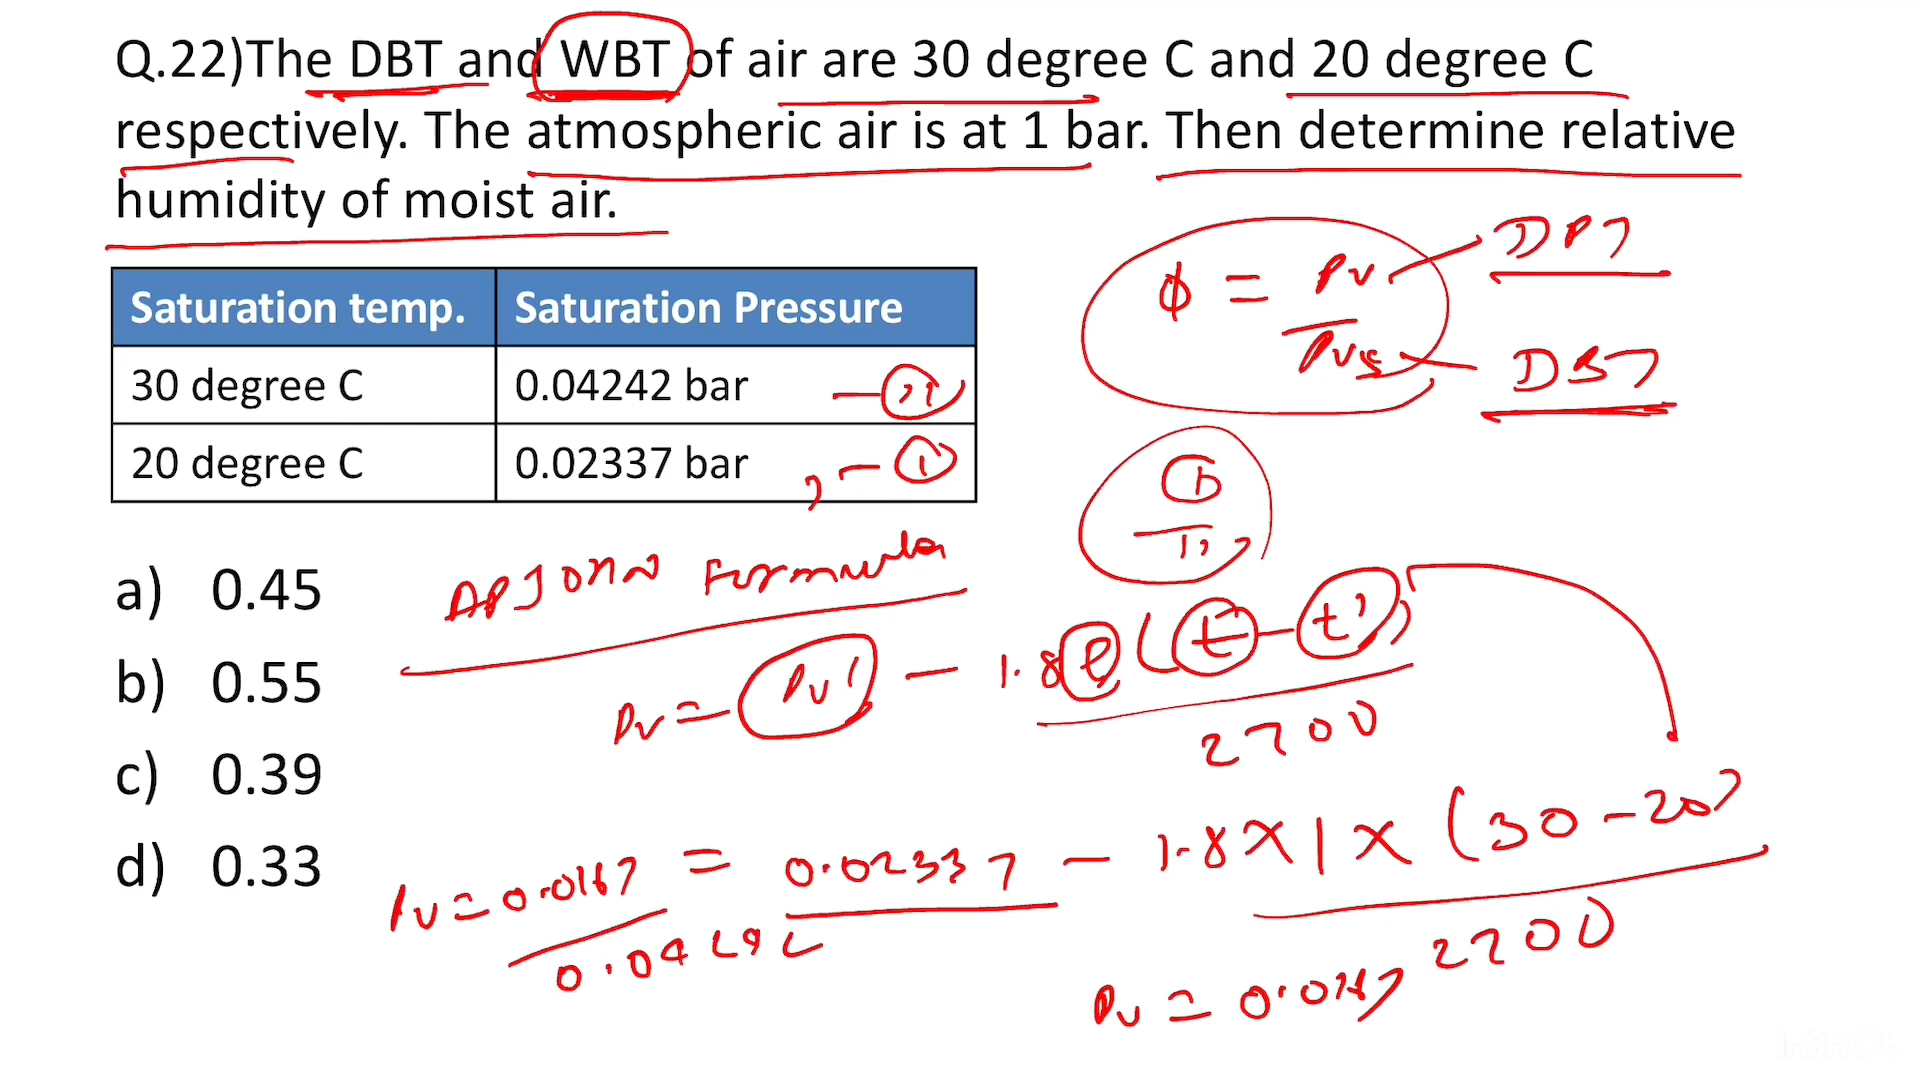 Q.22)The DBT and WBT of air are 30 degree C and 20 degree C
respectively. The atmospheric air is at 1 bar. Then determine relative
humidity of moist air.
Saturation temp. Saturation Pressure
30 degree C 0.04242 bar
20 degree C 0.02337 bar
a) 0.45
b) 0.55
c) 0.39
d) 0.33
ϕ = Pv DPT
Pvs DBT
APJOHN Formula
Pv = Pv' - 1.8P(t-t')
2700
= 0.02337 - 1.8X1X(30-20)
2700
Pv = 0.0167
0.04242
Pv = 0.0167